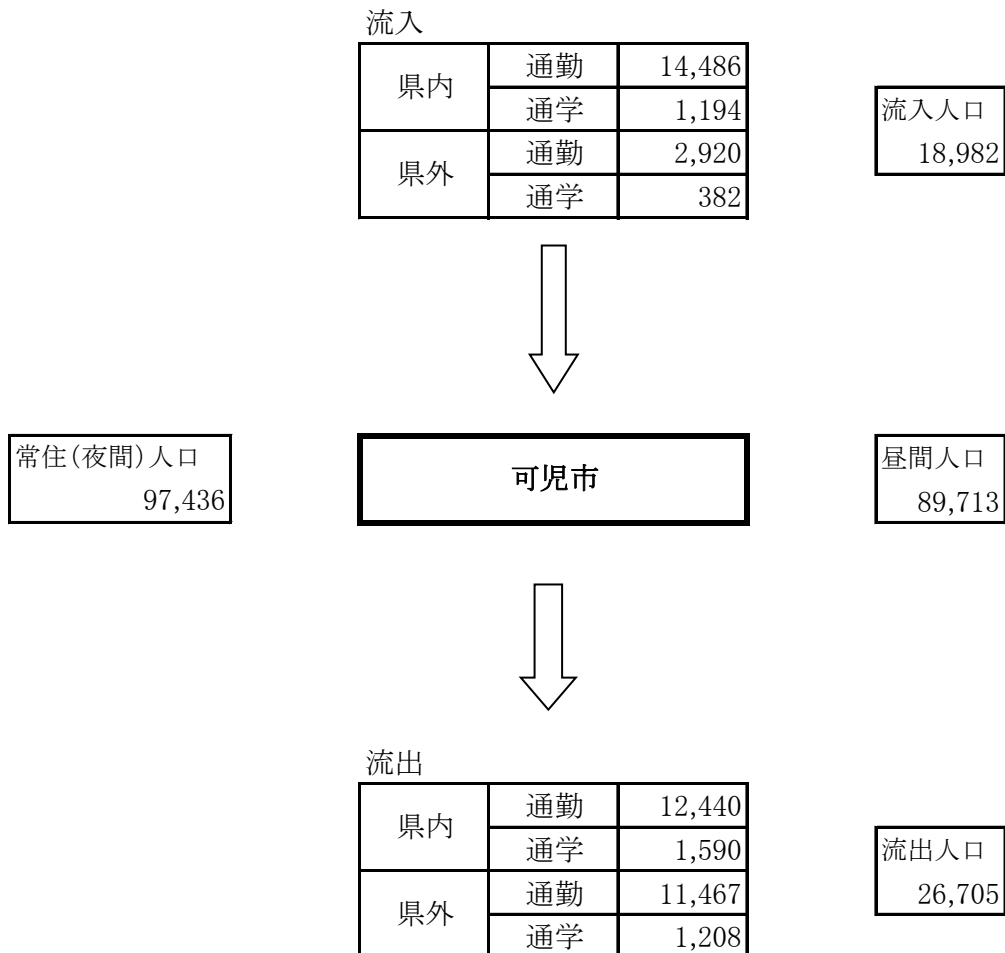 流入
県内 通勤 14,486
通学 1,194
県外 通勤 2,920
通学 382
流入人口
18,982
常住(夜間)人口
97,436
可児市
昼間人口
89,713
流出
県内 通勤 12,440
通学 1,590
県外 通勤 11,467
通学 1,208
流出人口
26,705